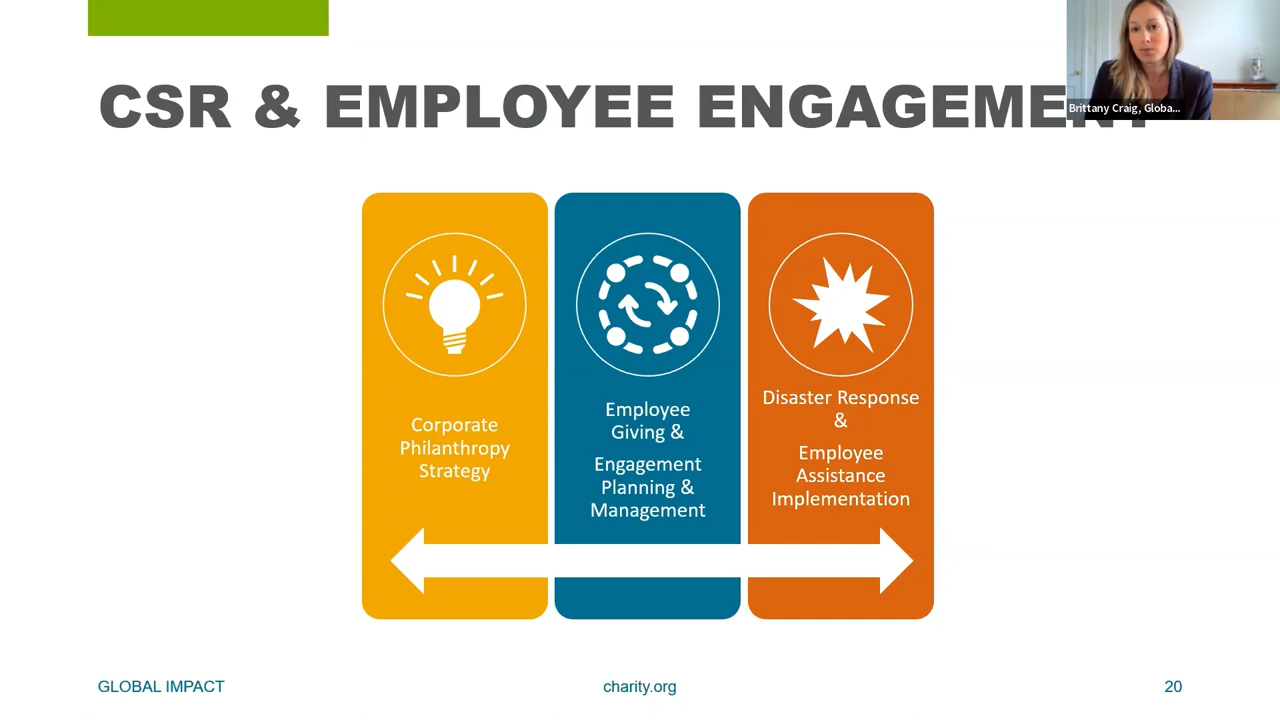 CSR & EMPLOYEE ENGAGEMENT
Brittany Craig, Globa...
Corporate
Philanthropy
Strategy
Employee
Giving &
Engagement
Planning &
Management
Disaster Response
&
Employee
Assistance
Implementation
GLOBAL IMPACT
charity.org
20